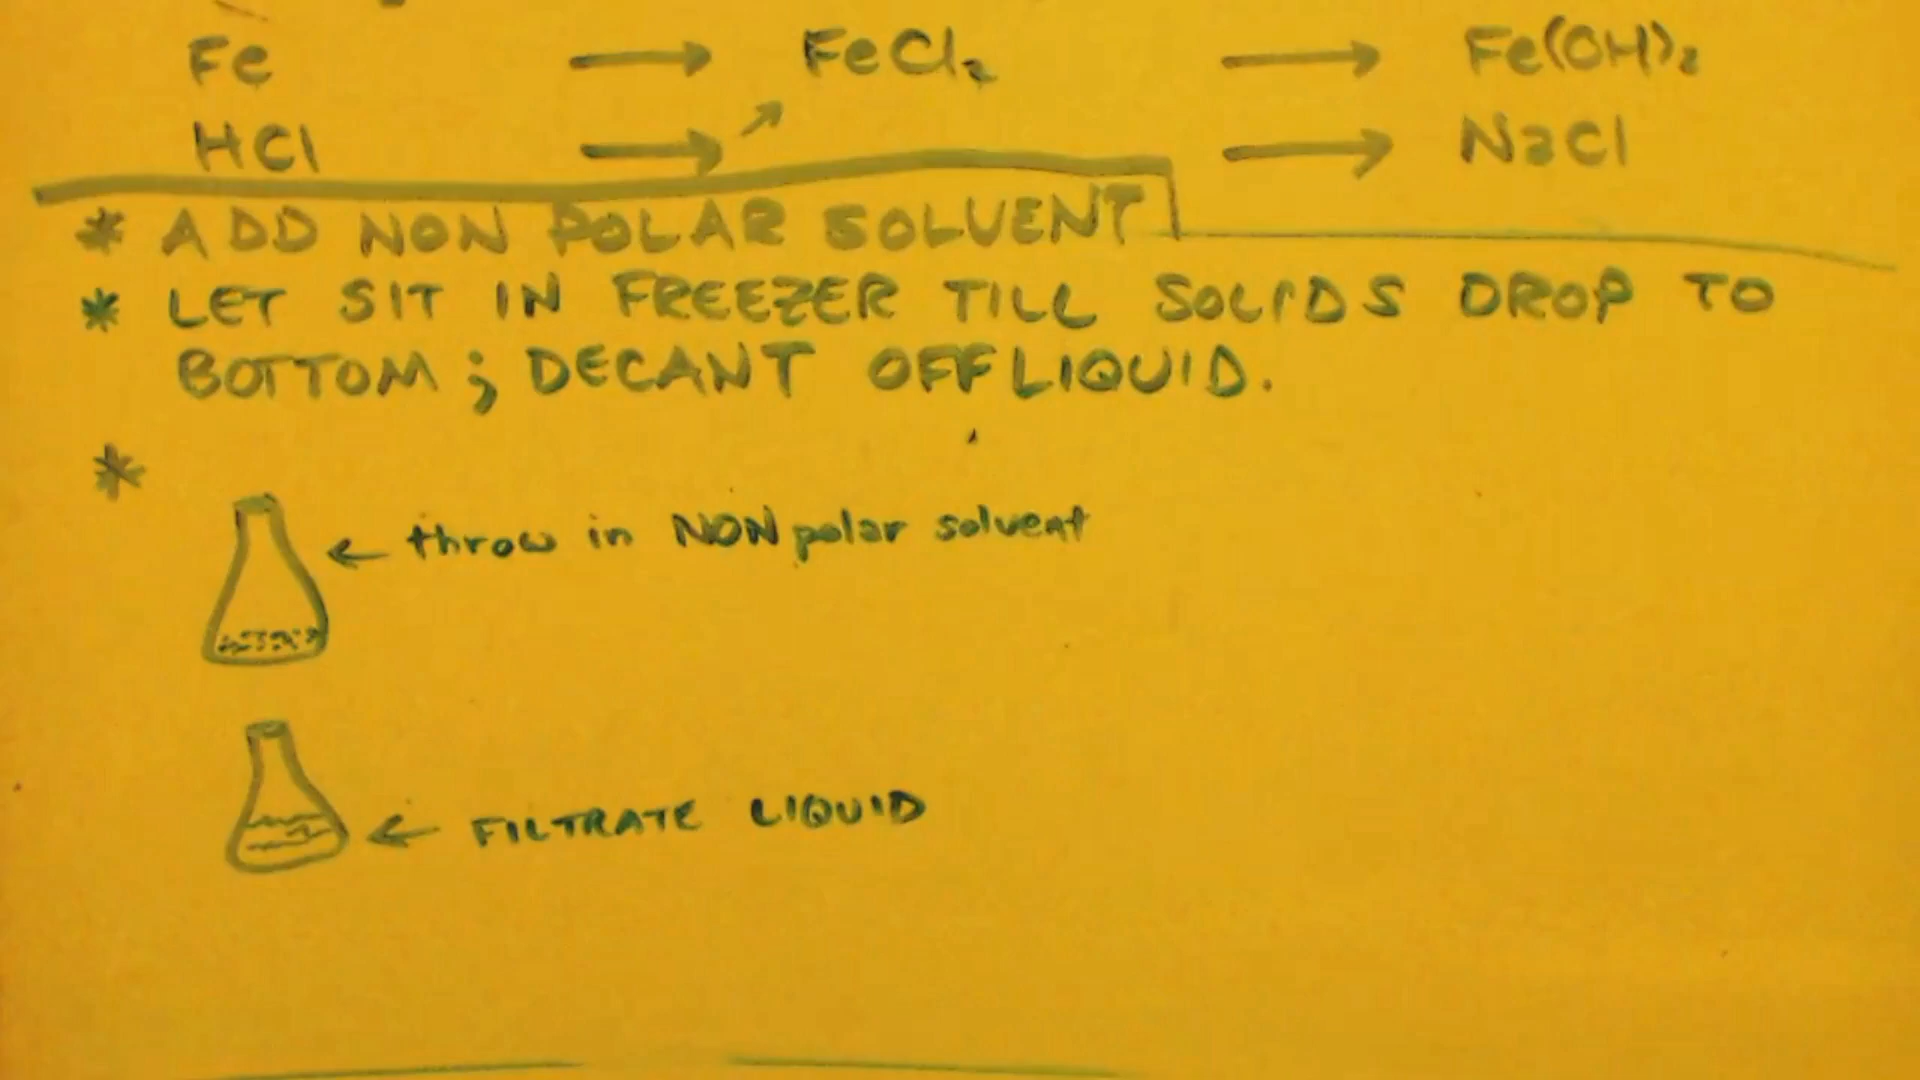 Fe → FeCl₂ → Fe(OH)₂
HCl → ↗ → NaCl
* ADD NON POLAR SOLVENT
* LET SIT IN FREEZER TILL SOLIDS DROP TO
BOTTOM; DECANT OFF LIQUID.
*
← throw in NON polar solvent
← FILTRATE LIQUID